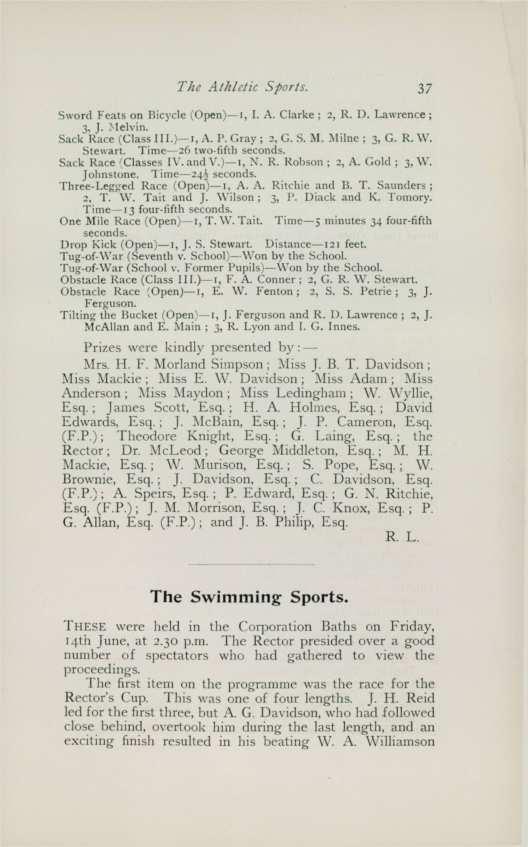 The Athletic Sports. 37
Sword Feats on Bicycle (Open)—1, I. A. Clarke ; 2, R. D. Lawrence ;
3, J. Melvin.
Sack Race (Class III.)—1, A. P. Gray ; 2, G. S. M. Milne ; 3, G. R. W.
Stewart. Time—26 two-fifth seconds.
Sack Race (Classes IV. and V.)—1, N. R. Robson ; 2, A. Gold ; 3, W.
Johnstone. Time—24½ seconds.
Three-Legged Race (Open)—1, A. A. Ritchie and B. T. Saunders ;
2, T. W. Tait and J. Wilson ; 3, P. Diack and K. Tomory.
Time—13 four-fifth seconds.
One Mile Race (Open)—1, T. W. Tait. Time—5 minutes 34 four-fifth
seconds.
Drop Kick (Open)—1, J. S. Stewart. Distance—121 feet.
Tug-of-War (Seventh v. School)—Won by the School.
Tug-of-War (School v. Former Pupils)—Won by the School.
Obstacle Race (Class III.)—1, F. A. Conner ; 2, G. R. W. Stewart.
Obstacle Race (Open)—1, E. W. Fenton ; 2, S. S. Petrie ; 3, J.
Ferguson.
Tilting the Bucket (Open)—1, J. Ferguson and R. D. Lawrence ; 2, J.
McAllan and E. Main ; 3, R. Lyon and I. G. Innes.
Prizes were kindly presented by :—
Mrs. H. F. Morland Simpson ; Miss J. B. T. Davidson ;
Miss Mackie ; Miss E. W. Davidson ; Miss Adam ; Miss
Anderson ; Miss Maydon ; Miss Ledingham ; W. Wyllie,
Esq. ; James Scott, Esq. ; H. A. Holmes, Esq. ; David
Edwards, Esq. ; J. McBain, Esq. ; J. P. Cameron, Esq.
(F.P.) ; Theodore Knight, Esq. ; G. Laing, Esq. ; the
Rector ; Dr. McLeod ; George Middleton, Esq. ; M. H.
Mackie, Esq. ; W. Murison, Esq. ; S. Pope, Esq. ; W.
Brownie, Esq. ; J. Davidson, Esq. ; C. Davidson, Esq.
(F.P.) ; A. Speirs, Esq. ; P. Edward, Esq. ; G. N. Ritchie,
Esq. (F.P.) ; J. M. Morrison, Esq. ; J. C. Knox, Esq. ; P.
G. Allan, Esq. (F.P.) ; and J. B. Philip, Esq.
R. L.
The Swimming Sports.
THESE were held in the Corporation Baths on Friday,
14th June, at 2.30 p.m. The Rector presided over a good
number of spectators who had gathered to view the
proceedings.
The first item on the programme was the race for the
Rector's Cup. This was one of four lengths. J. H. Reid
led for the first three, but A. G. Davidson, who had followed
close behind, overtook him during the last length, and an
exciting finish resulted in his beating W. A. Williamson